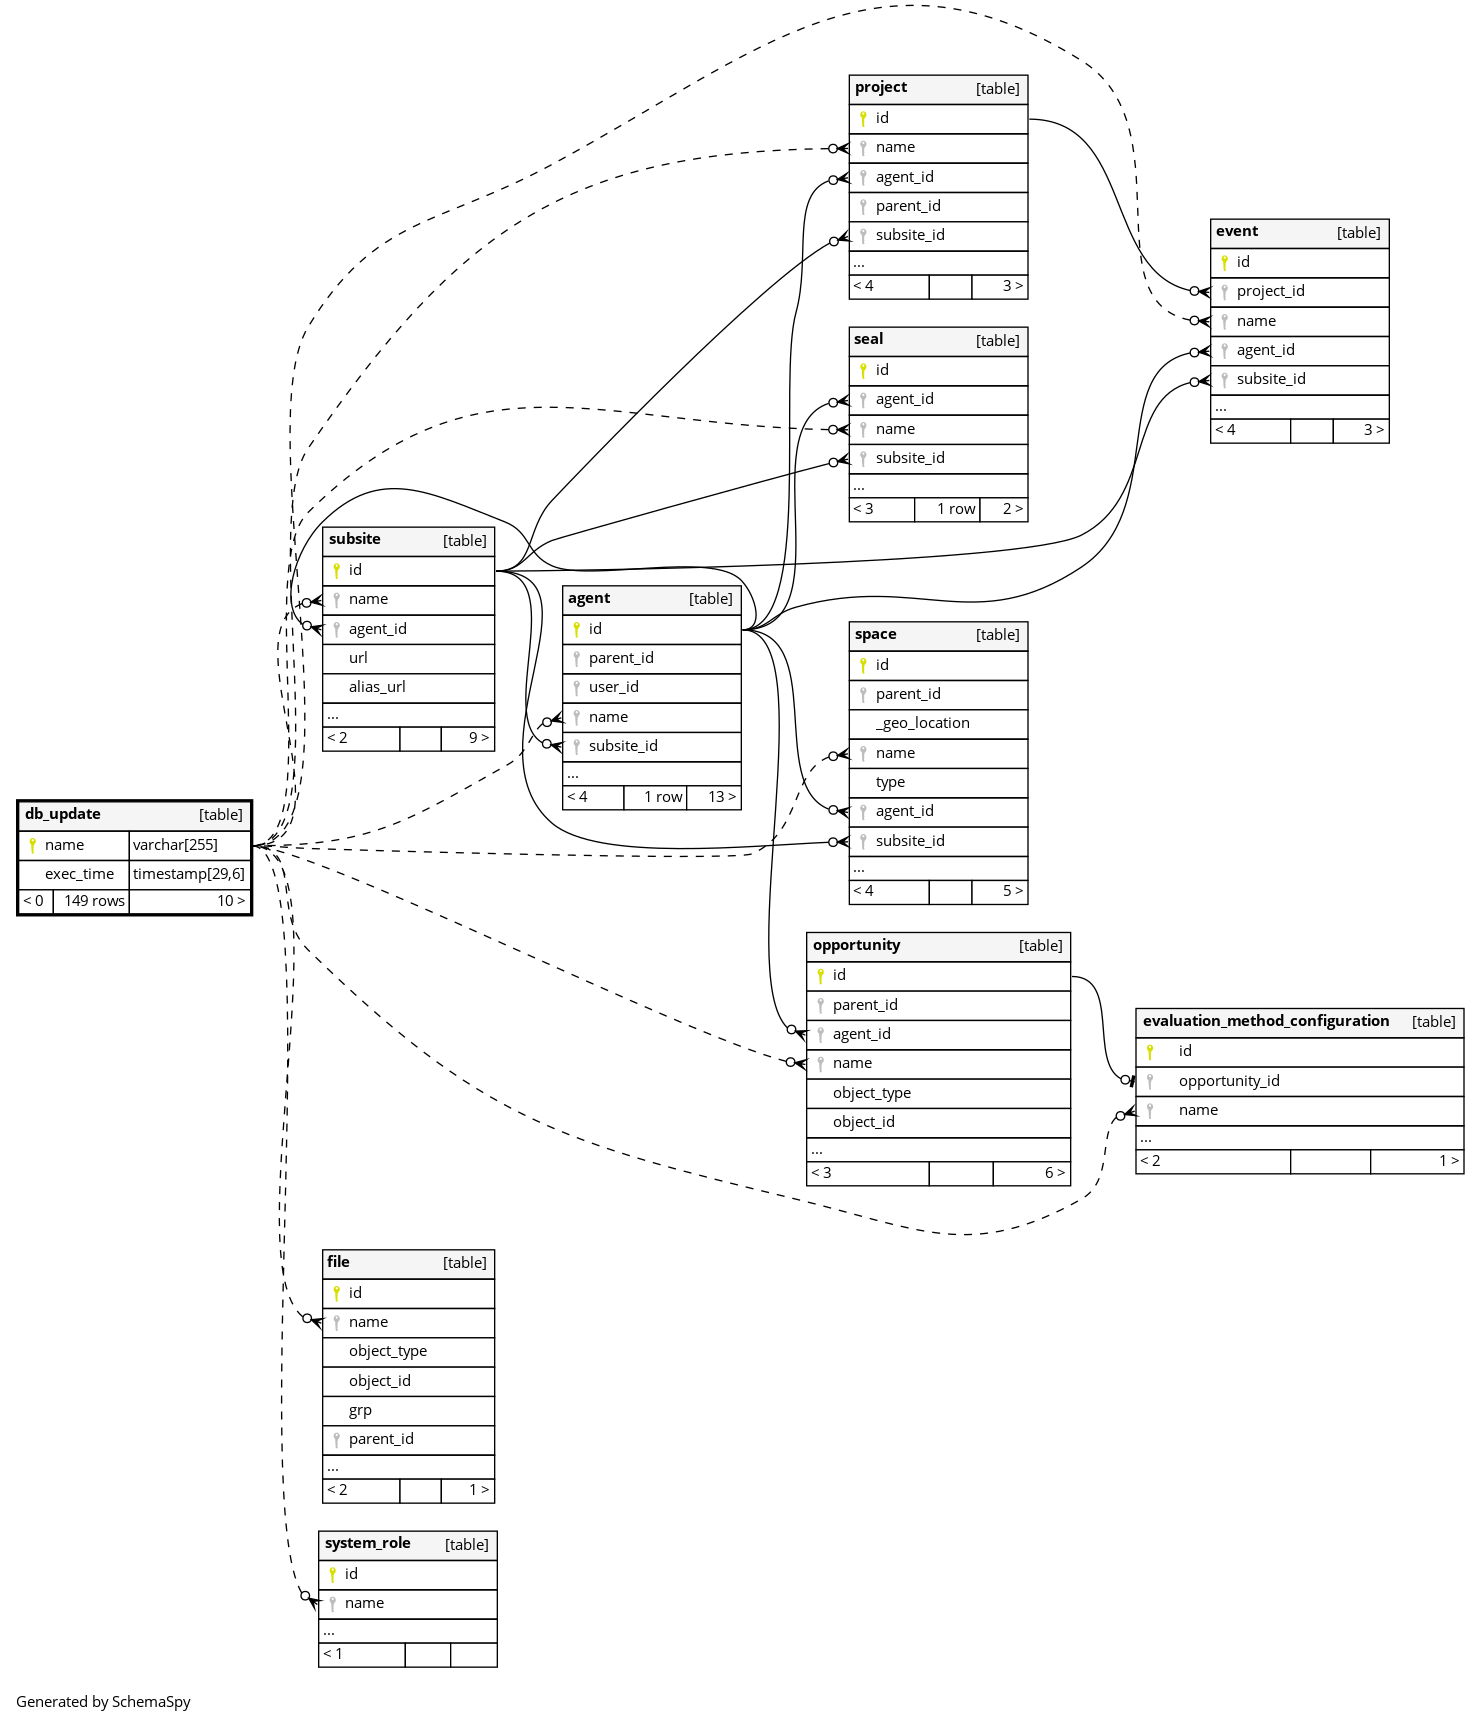 project [table]
id
name
agent_id
parent_id
subsite_id
...
< 4 3 >
event [table]
id
project_id
name
agent_id
subsite_id
...
< 4 3 >
seal [table]
id
agent_id
name
subsite_id
...
< 3 1 row 2 >
subsite [table]
id
name
agent_id
url
alias_url
...
< 2 9 >
agent [table]
id
parent_id
user_id
name
subsite_id
...
< 4 1 row 13 >
space [table]
id
parent_id
_geo_location
name
type
agent_id
subsite_id
...
< 4 5 >
db_update [table]
name varchar[255]
exec_time timestamp[29,6]
< 0 149 rows 10 >
opportunity [table]
id
parent_id
agent_id
name
object_type
object_id
...
< 3 6 >
evaluation_method_configuration [table]
id
opportunity_id
name
...
< 2 1 >
file [table]
id
name
object_type
object_id
grp
parent_id
...
< 2 1 >
system_role [table]
id
name
...
< 1
Generated by SchemaSpy